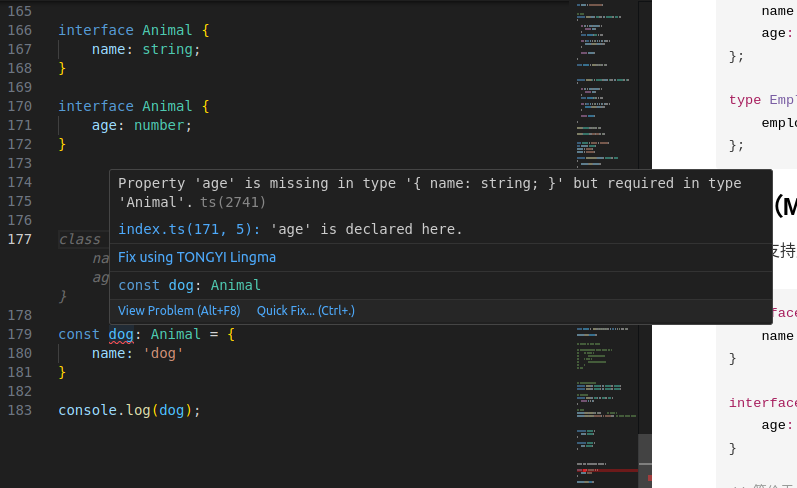 165
166 interface Animal {
167 name: string;
168 }
169
170 interface Animal {
171 age: number;
172 }
173
174
175
176
177 class
na
ag
}
178
179 const dog: Animal = {
180 name: 'dog'
181 }
182
183 console.log(dog);
Property 'age' is missing in type '{ name: string; }' but required in type
'Animal'. ts(2741)
index.ts(171, 5): 'age' is declared here.
Fix using TONGYI Lingma
const dog: Animal
View Problem (Alt+F8) Quick Fix... (Ctrl+.)
name
age:
};
type Empl
emplo
};
(M
支持
face
name
}
interface
age:
}